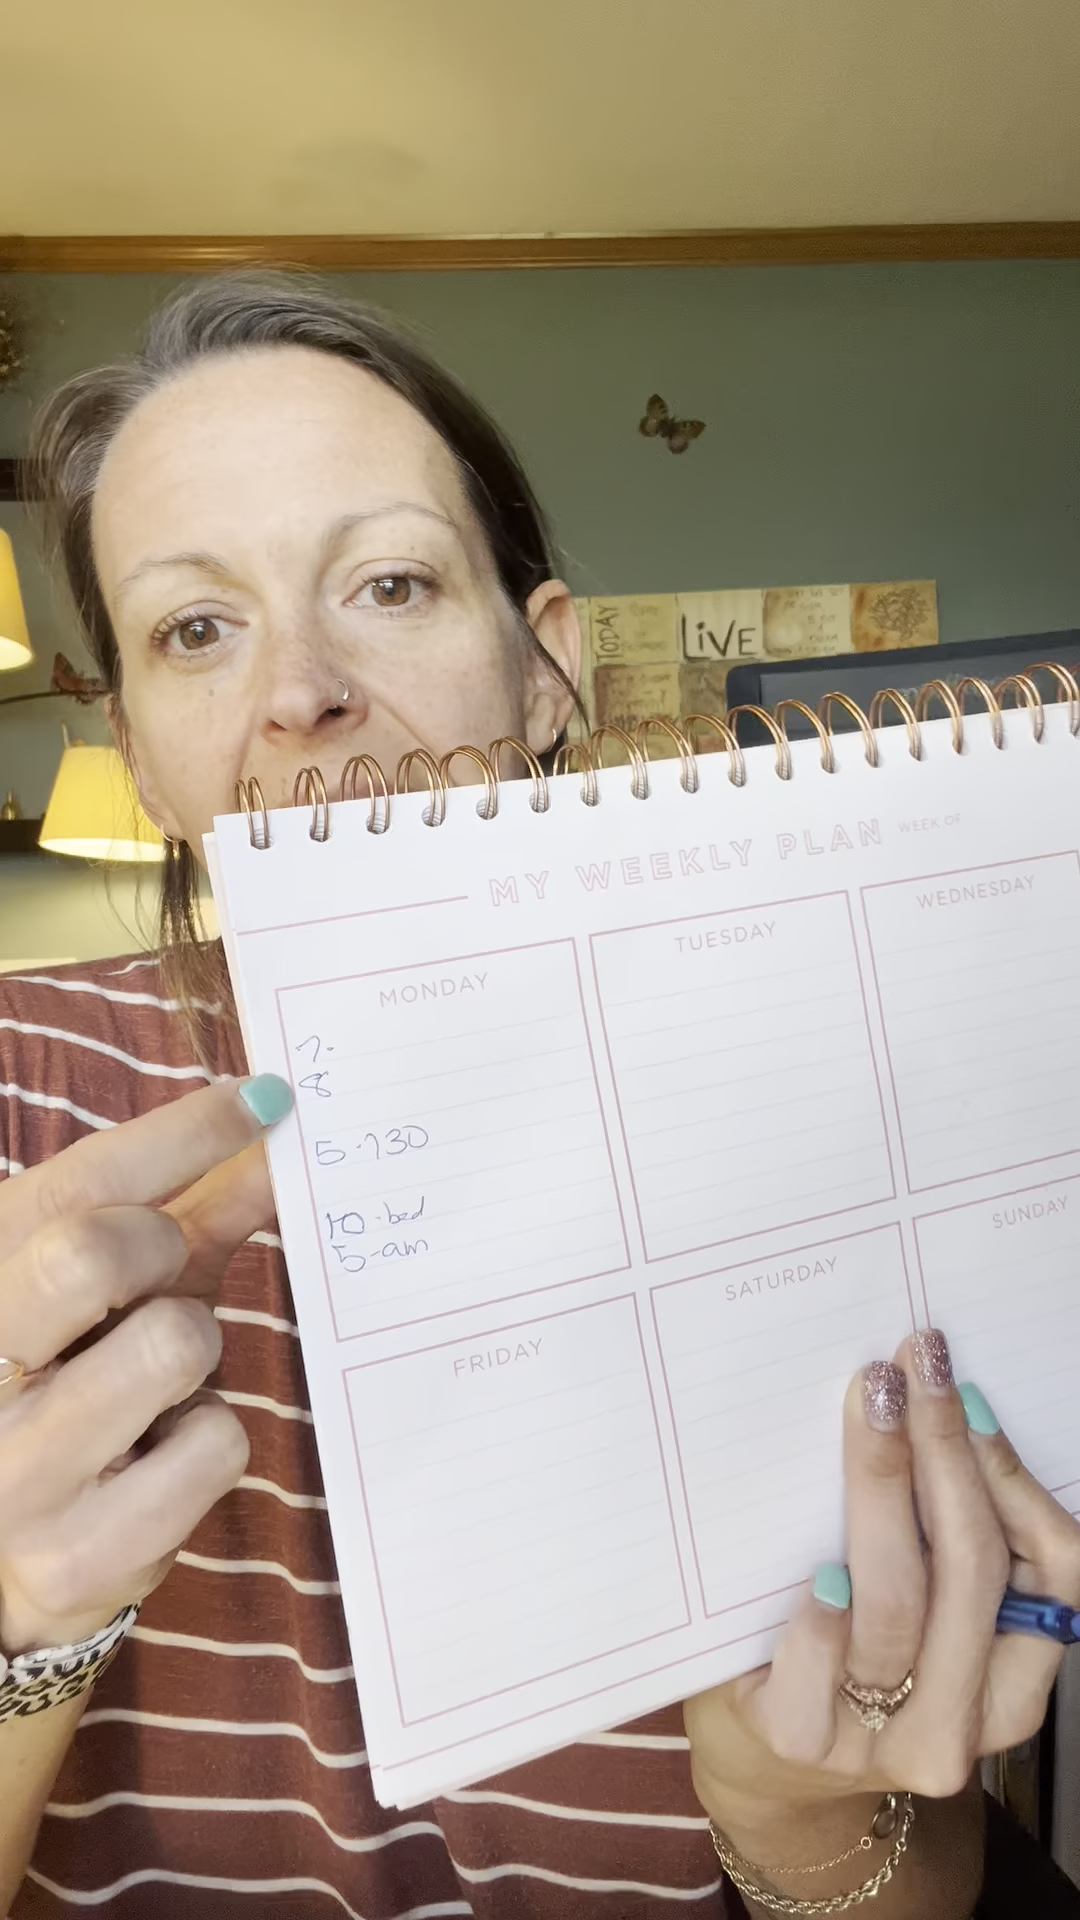 TODAY
LiVE
MY WEEKLY PLAN WEEK OF
MONDAY
7.
8
5-730
10-bed
5-am
TUESDAY
WEDNESDAY
FRIDAY
SATURDAY
SUNDAY